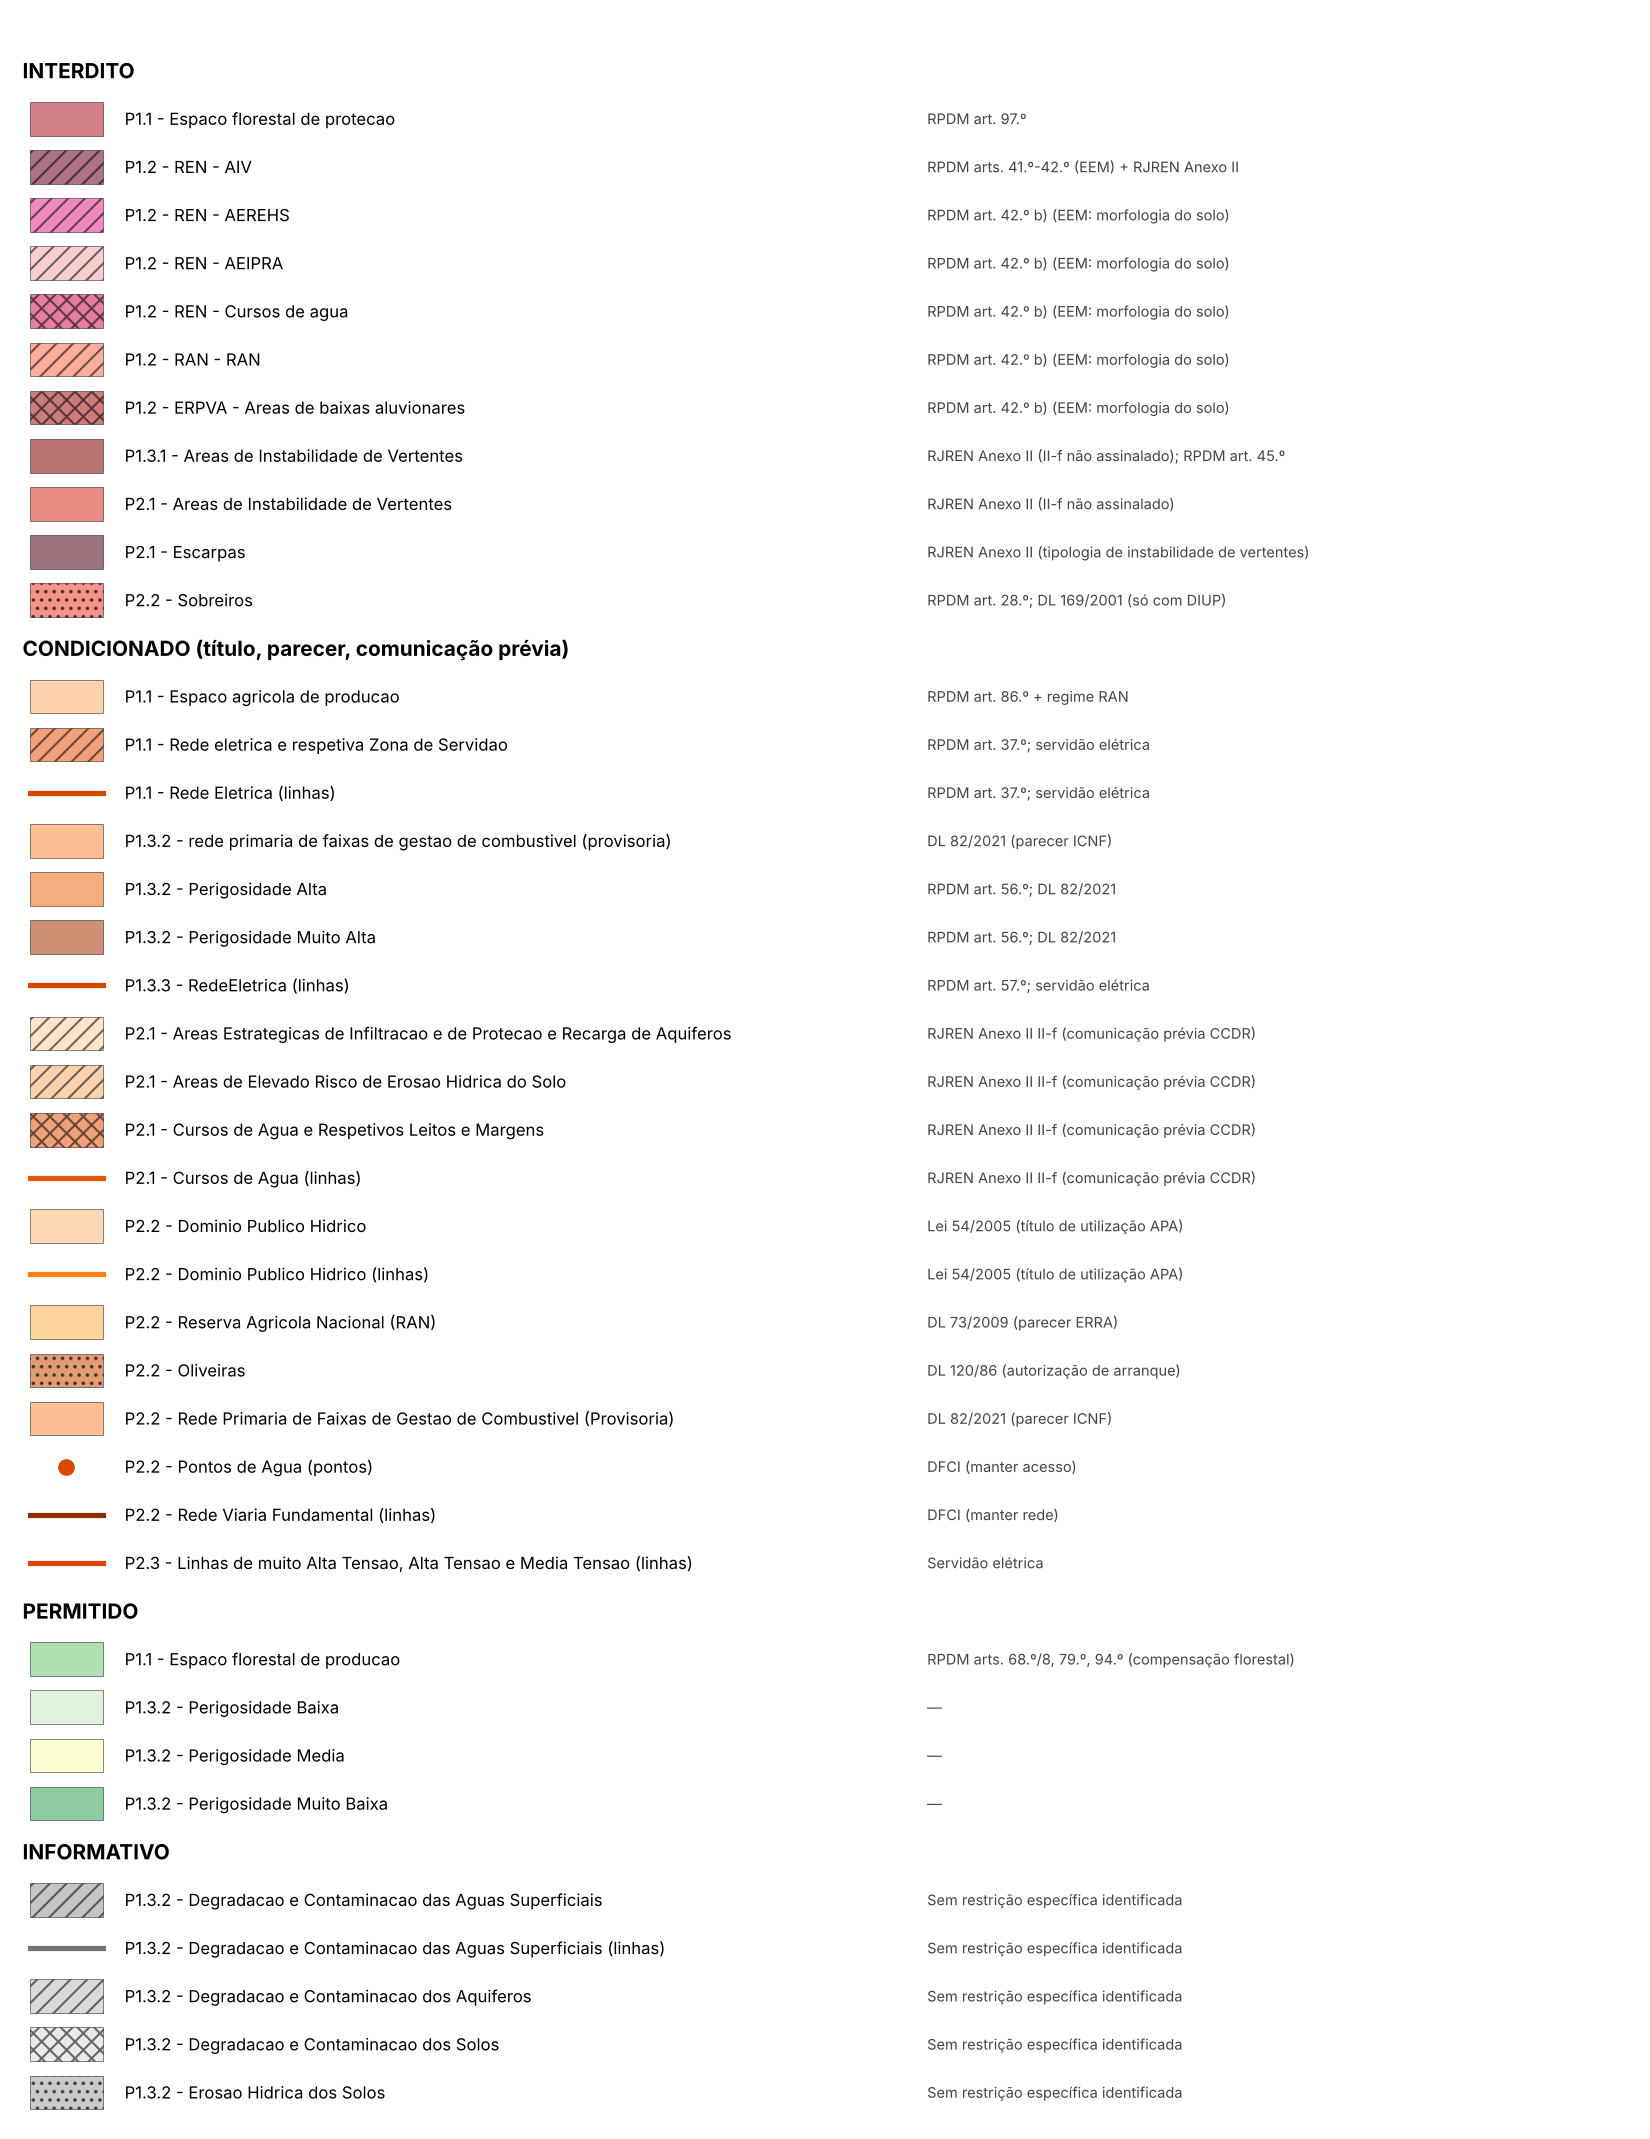 INTERDITO
P1.1 - Espaco florestal de protecao RPDM art. 97.º
P1.2 - REN - AIV RPDM arts. 41.º-42.º (EEM) + RJREN Anexo II
P1.2 - REN - AEREHS RPDM art. 42.º b) (EEM: morfologia do solo)
P1.2 - REN - AEIPRA RPDM art. 42.º b) (EEM: morfologia do solo)
P1.2 - REN - Cursos de agua RPDM art. 42.º b) (EEM: morfologia do solo)
P1.2 - RAN - RAN RPDM art. 42.º b) (EEM: morfologia do solo)
P1.2 - ERPVA - Areas de baixas aluvionares RPDM art. 42.º b) (EEM: morfologia do solo)
P1.3.1 - Areas de Instabilidade de Vertentes RJREN Anexo II (II-f não assinalado); RPDM art. 45.º
P2.1 - Areas de Instabilidade de Vertentes RJREN Anexo II (II-f não assinalado)
P2.1 - Escarpas RJREN Anexo II (tipologia de instabilidade de vertentes)
P2.2 - Sobreiros RPDM art. 28.º; DL 169/2001 (só com DIUP)
CONDICIONADO (título, parecer, comunicação prévia)
P1.1 - Espaco agricola de producao RPDM art. 86.º + regime RAN
P1.1 - Rede eletrica e respetiva Zona de Servidao RPDM art. 37.º; servidão elétrica
P1.1 - Rede Eletrica (linhas) RPDM art. 37.º; servidão elétrica
P1.3.2 - rede primaria de faixas de gestao de combustivel (provisoria) DL 82/2021 (parecer ICNF)
P1.3.2 - Perigosidade Alta RPDM art. 56.º; DL 82/2021
P1.3.2 - Perigosidade Muito Alta RPDM art. 56.º; DL 82/2021
P1.3.3 - RedeEletrica (linhas) RPDM art. 57.º; servidão elétrica
P2.1 - Areas Estrategicas de Infiltracao e de Protecao e Recarga de Aquiferos RJREN Anexo II II-f (comunicação prévia CCDR)
P2.1 - Areas de Elevado Risco de Erosao Hidrica do Solo RJREN Anexo II II-f (comunicação prévia CCDR)
P2.1 - Cursos de Agua e Respetivos Leitos e Margens RJREN Anexo II II-f (comunicação prévia CCDR)
P2.1 - Cursos de Agua (linhas) RJREN Anexo II II-f (comunicação prévia CCDR)
P2.2 - Dominio Publico Hidrico Lei 54/2005 (título de utilização APA)
P2.2 - Dominio Publico Hidrico (linhas) Lei 54/2005 (título de utilização APA)
P2.2 - Reserva Agricola Nacional (RAN) DL 73/2009 (parecer ERRA)
P2.2 - Oliveiras DL 120/86 (autorização de arranque)
P2.2 - Rede Primaria de Faixas de Gestao de Combustivel (Provisoria) DL 82/2021 (parecer ICNF)
P2.2 - Pontos de Agua (pontos) DFCI (manter acesso)
P2.2 - Rede Viaria Fundamental (linhas) DFCI (manter rede)
P2.3 - Linhas de muito Alta Tensao, Alta Tensao e Media Tensao (linhas) Servidão elétrica
PERMITIDO
P1.1 - Espaco florestal de producao RPDM arts. 68.º/8, 79.º, 94.º (compensação florestal)
P1.3.2 - Perigosidade Baixa —
P1.3.2 - Perigosidade Media —
P1.3.2 - Perigosidade Muito Baixa —
INFORMATIVO
P1.3.2 - Degradacao e Contaminacao das Aguas Superficiais Sem restrição específica identificada
P1.3.2 - Degradacao e Contaminacao das Aguas Superficiais (linhas) Sem restrição específica identificada
P1.3.2 - Degradacao e Contaminacao dos Aquiferos Sem restrição específica identificada
P1.3.2 - Degradacao e Contaminacao dos Solos Sem restrição específica identificada
P1.3.2 - Erosao Hidrica dos Solos Sem restrição específica identificada